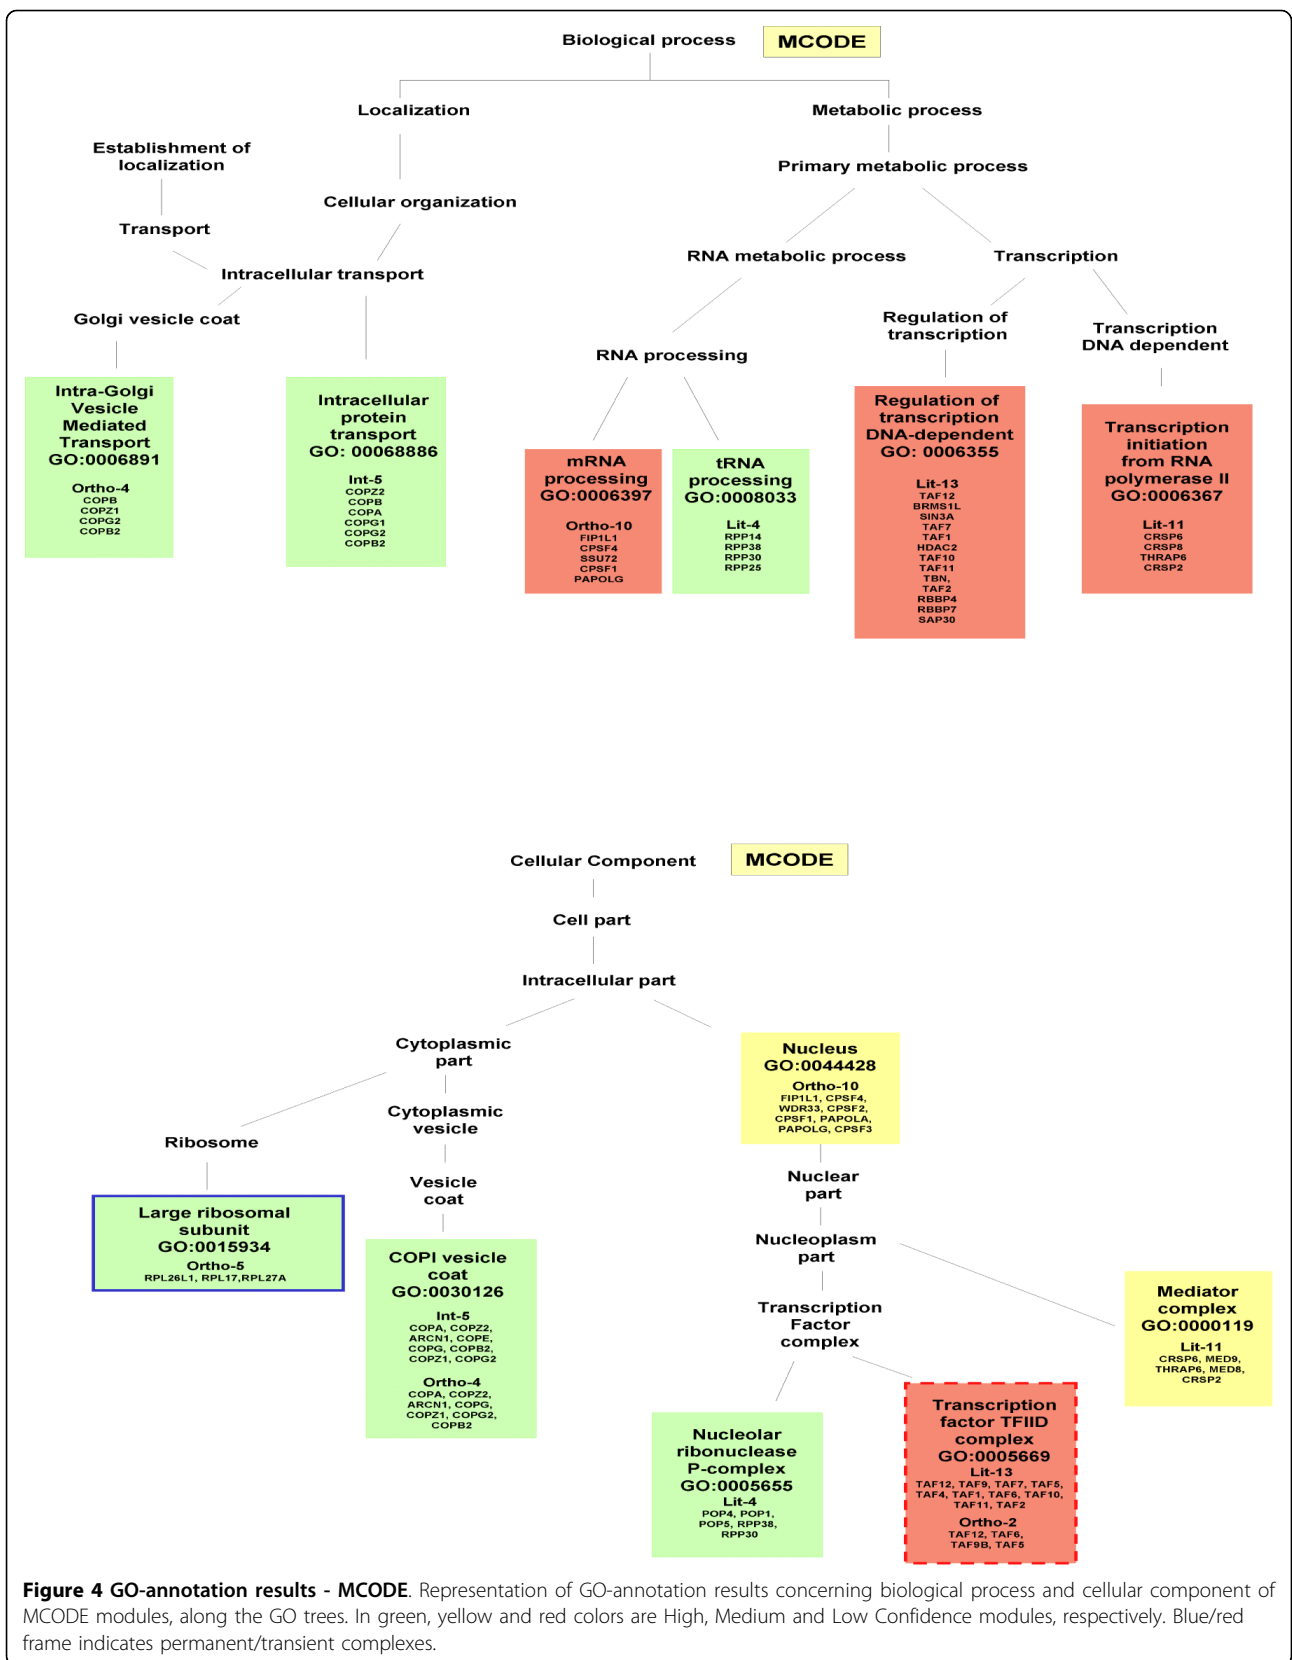 Biological process
MCODE
Localization
Metabolic process
Establishment of
localization
Primary metabolic process
Cellular organization
Transport
RNA metabolic process
Transcription
Intracellular transport
Golgi vesicle coat
Regulation of
transcription
Transcription
DNA dependent
RNA processing
Intra-Golgi
Vesicle
Mediated
Transport
GO:0006891
Ortho-4
COPB
COPZ1
COPG2
COPB2
Intracellular
protein
transport
GO: 00068886
Int-5
COPZ2
COPB
COPA
COPG1
COPG2
COPB2
mRNA
processing
GO:0006397
Ortho-10
FIP1L1
CPSF4
SSU72
CPSF1
PAPOLG
tRNA
processing
GO:0008033
Lit-4
RPP14
RPP38
RPP30
RPP25
Regulation of
transcription
DNA-dependent
GO: 0006355
Lit-13
TAF12
BRMS1L
SIN3A
TAF7
TAF1
HDAC2
TAF10
TAF11
TBN,
TAF2
RBBP4
RBBP7
SAP30
Transcription
initiation
from RNA
polymerase II
GO:0006367
Lit-11
CRSP6
CRSP8
THRAP6
CRSP2
Cellular Component
MCODE
Cell part
Intracellular part
Cytoplasmic
part
Nucleus
GO:0044428
Ortho-10
FIP1L1, CPSF4,
WDR33, CPSF2,
CPSF1, PAPOLA,
PAPOLG, CPSF3
Cytoplasmic
vesicle
Ribosome
Vesicle
coat
Nuclear
part
Large ribosomal
subunit
GO:0015934
Ortho-5
RPL26L1, RPL17,RPL27A
Nucleoplasm
part
COPI vesicle
coat
GO:0030126
Int-5
COPA, COPZ2,
ARCN1, COPE,
COPG, COPB2,
COPZ1, COPG2
Ortho-4
COPA, COPZ2,
ARCN1, COPG,
COPZ1, COPG2,
COPB2
Transcription
Factor
complex
Mediator
complex
GO:0000119
Lit-11
CRSP6, MED9,
THRAP6, MED8,
CRSP2
Nucleolar
ribonuclease
P-complex
GO:0005655
Lit-4
POP4, POP1,
POP5, RPP38,
RPP30
Transcription
factor TFIID
complex
GO:0005669
Lit-13
TAF12, TAF9, TAF7, TAF5,
TAF4, TAF1, TAF6, TAF10,
TAF11, TAF2
Ortho-2
TAF12, TAF6,
TAF9B, TAF5
Figure 4 GO-annotation results - MCODE. Representation of GO-annotation results concerning biological process and cellular component of
MCODE modules, along the GO trees. In green, yellow and red colors are High, Medium and Low Confidence modules, respectively. Blue/red
frame indicates permanent/transient complexes.